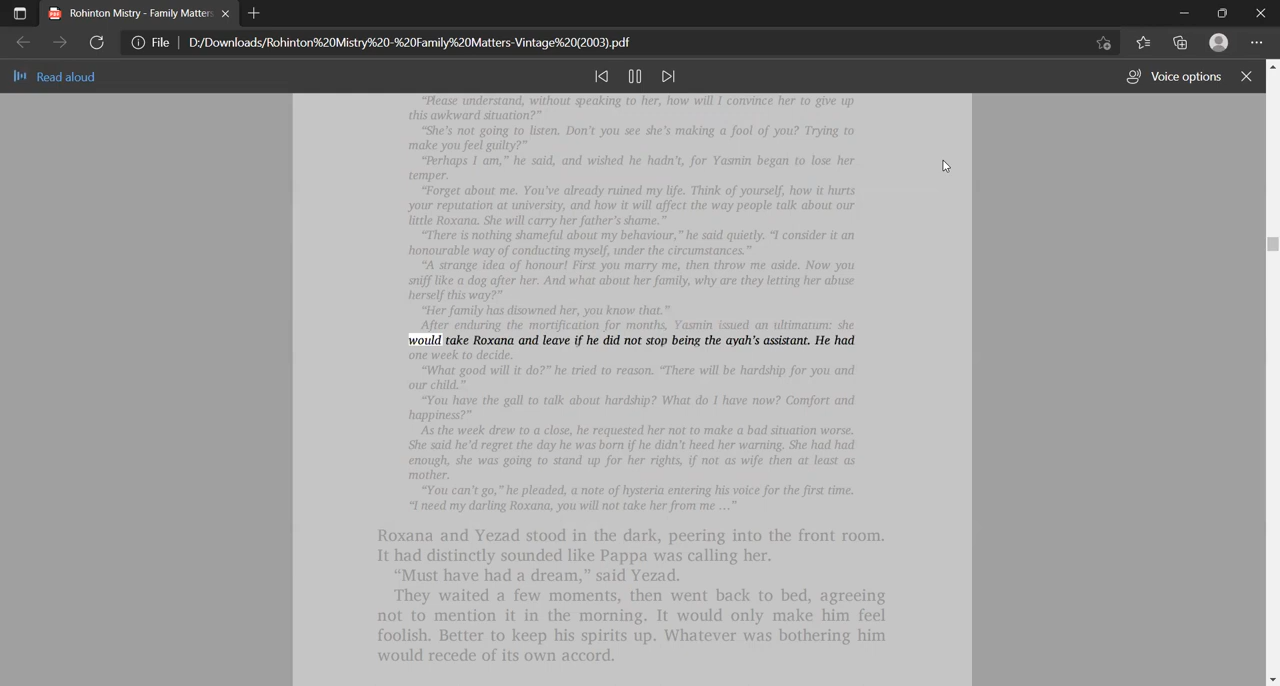 Rohinton Mistry - Family Matters
File
D:/Downloads/Rohinton%20Mistry%20-%20Family%20Matters-Vintage%20(2003).pdf
Read aloud
Voice options
“Please understand, without speaking to her, how will I convince her to give up
this awkward situation?”
“She’s not going to listen. Don’t you see she’s making a fool of you? Trying to
make you feel guilty?”
“Perhaps I am,” he said, and wished he hadn’t, for Yasmin began to lose her
temper.
“Forget about me. You’ve already ruined my life. Think of yourself, how it hurts
your reputation at university, and how it will affect the way people talk about our
little Roxana. She will carry her father’s shame.”
“There is nothing shameful about my behaviour,” he said quietly. “I consider it an
honourable way of conducting myself, under the circumstances.”
“A strange idea of honour! First you marry me, then throw me aside. Now you
sniff like a dog after her. And what about her family, why are they letting her abuse
herself this way?”
“Her family has disowned her, you know that.”
After enduring the mortification for months, Yasmin issued an ultimatum: she
would take Roxana and leave if he did not stop being the ayah’s assistant. He had
one week to decide.
“What good will it do?” he tried to reason. “There will be hardship for you and
our child.”
“You have the gall to talk about hardship? What do I have now? Comfort and
happiness?”
As the week drew to a close, he requested her not to make a bad situation worse.
She said he’d regret the day he was born if he didn’t heed her warning. She had had
enough, she was going to stand up for her rights, if not as wife then at least as
mother.
“You can’t go,” he pleaded, a note of hysteria entering his voice for the first time.
“I need my darling Roxana, you will not take her from me …”
Roxana and Yezad stood in the dark, peering into the front room.
It had distinctly sounded like Pappa was calling her.
“Must have had a dream,” said Yezad.
They waited a few moments, then went back to bed, agreeing
not to mention it in the morning. It would only make him feel
foolish. Better to keep his spirits up. Whatever was bothering him
would recede of its own accord.